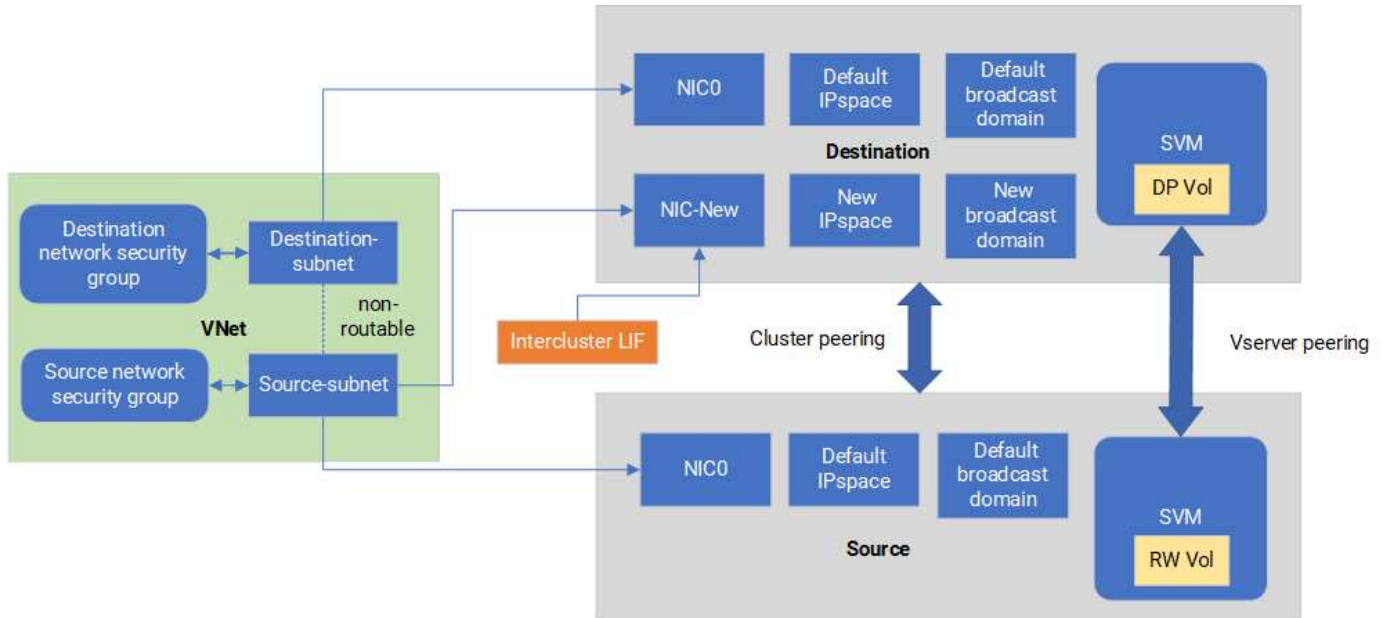 NIC0
Default
IPspace
Default
broadcast
domain
SVM
DP Vol
Destination
NIC-New
New
IPspace
New
broadcast
domain
Destination
network security
group
Destination-
subnet
VNet
non-
routable
Source network
security group
Source-subnet
Intercluster LIF
Cluster peering
Vserver peering
NIC0
Default
IPspace
Default
broadcast
domain
SVM
RW Vol
Source